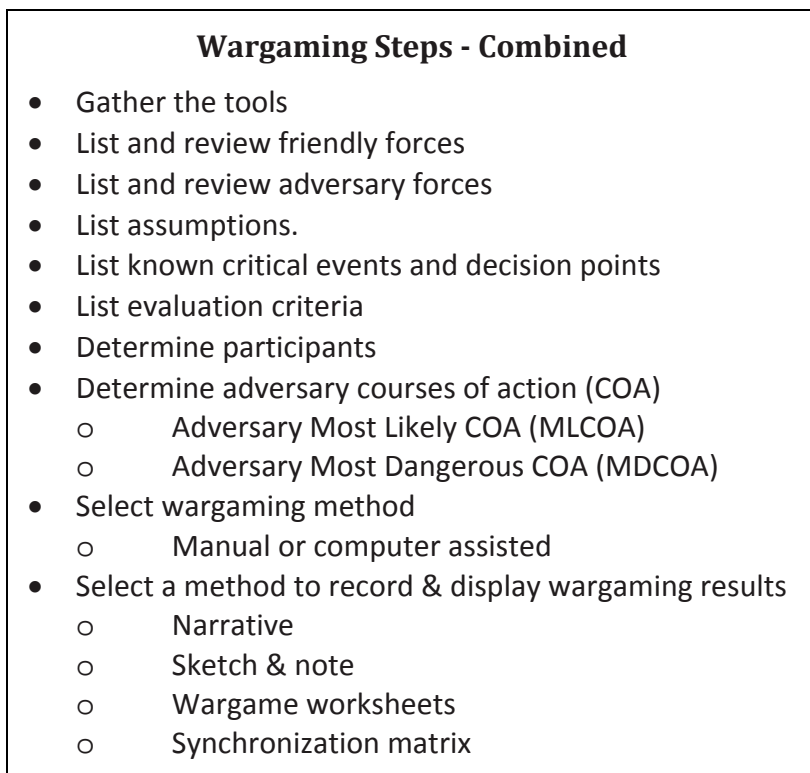 Wargaming Steps - Combined
• Gather the tools
• List and review friendly forces
• List and review adversary forces
• List assumptions.
• List known critical events and decision points
• List evaluation criteria
• Determine participants
• Determine adversary courses of action (COA)
o Adversary Most Likely COA (MLCOA)
o Adversary Most Dangerous COA (MDCOA)
• Select wargaming method
o Manual or computer assisted
• Select a method to record & display wargaming results
o Narrative
o Sketch & note
o Wargame worksheets
o Synchronization matrix